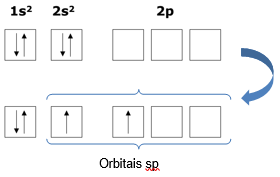 1s² 2s² 2p
Orbitais sp